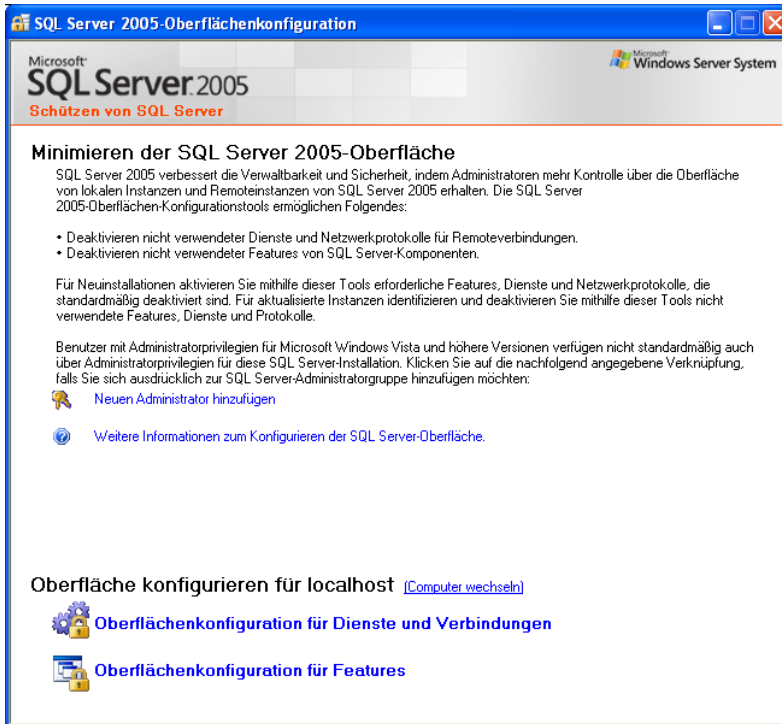 SQL Server 2005-Oberflächenkonfiguration
Microsoft
SQL Server 2005
Microsoft
Windows Server System
Schützen von SQL Server
Minimieren der SQL Server 2005-Oberfläche
SQL Server 2005 verbessert die Verwaltbarkeit und Sicherheit, indem Administratoren mehr Kontrolle über die Oberfläche
von lokalen Instanzen und Remoteinstanzen von SQL Server 2005 erhalten. Die SQL Server
2005-Oberflächen-Konfigurationstools ermöglichen Folgendes:
• Deaktivieren nicht verwendeter Dienste und Netzwerkprotokolle für Remoteverbindungen.
• Deaktivieren nicht verwendeter Features von SQL Server-Komponenten.
Für Neuinstallationen aktivieren Sie mithilfe dieser Tools erforderliche Features, Dienste und Netzwerkprotokolle, die
standardmäßig deaktiviert sind. Für aktualisierte Instanzen identifizieren und deaktivieren Sie mithilfe dieser Tools nicht
verwendete Features, Dienste und Protokolle.
Benutzer mit Administratorprivilegien für Microsoft Windows Vista und höhere Versionen verfügen nicht standardmäßig auch
über Administratorprivilegien für diese SQL Server-Installation. Klicken Sie auf die nachfolgend angegebene Verknüpfung,
falls Sie sich ausdrücklich zur SQL Server-Administratorgruppe hinzufügen möchten:
Neuen Administrator hinzufügen
Weitere Informationen zum Konfigurieren der SQL Server-Oberfläche.
Oberfläche konfigurieren für localhost (Computer wechseln)
Oberflächenkonfiguration für Dienste und Verbindungen
Oberflächenkonfiguration für Features